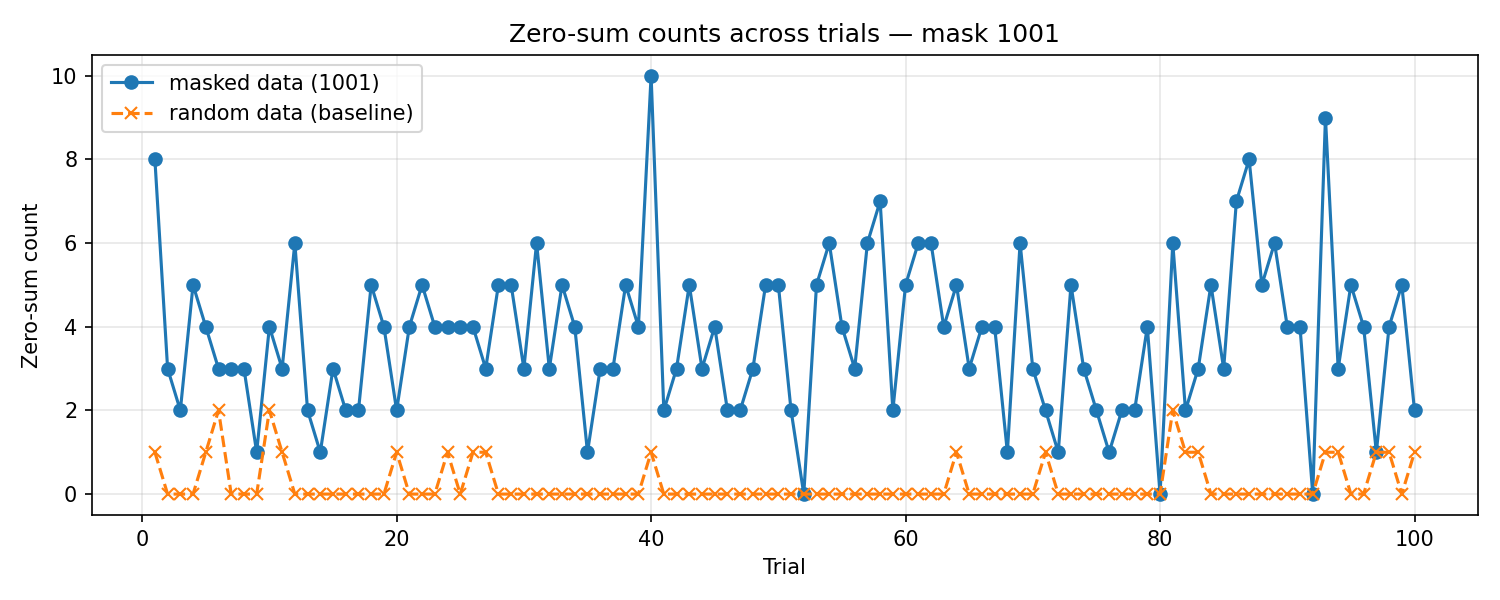 Zero-sum counts across trials — mask 1001
masked data (1001)
random data (baseline)
Zero-sum count
10
8
6
4
2
0
0 20 40 60 80 100
Trial